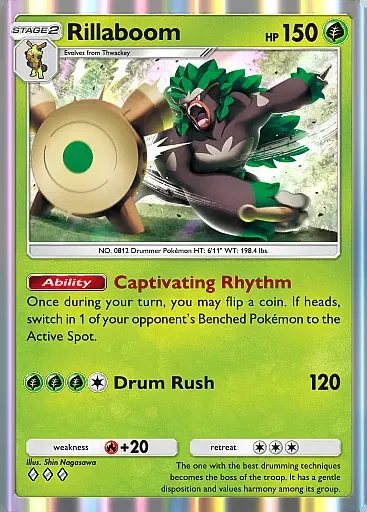 STAGE 2
Rillaboom
HP 150
Evolves from Thwackey
NO. 0812 Drummer Pokémon HT: 6'11" WT: 198.4 lbs.
Ability Captivating Rhythm
Once during your turn, you may flip a coin. If heads,
switch in 1 of your opponent's Benched Pokémon to the
Active Spot.
Drum Rush 120
weakness +20 retreat
Illus. Shin Nagasawa
The one with the best drumming techniques
becomes the boss of the troop. It has a gentle
disposition and values harmony among its group.